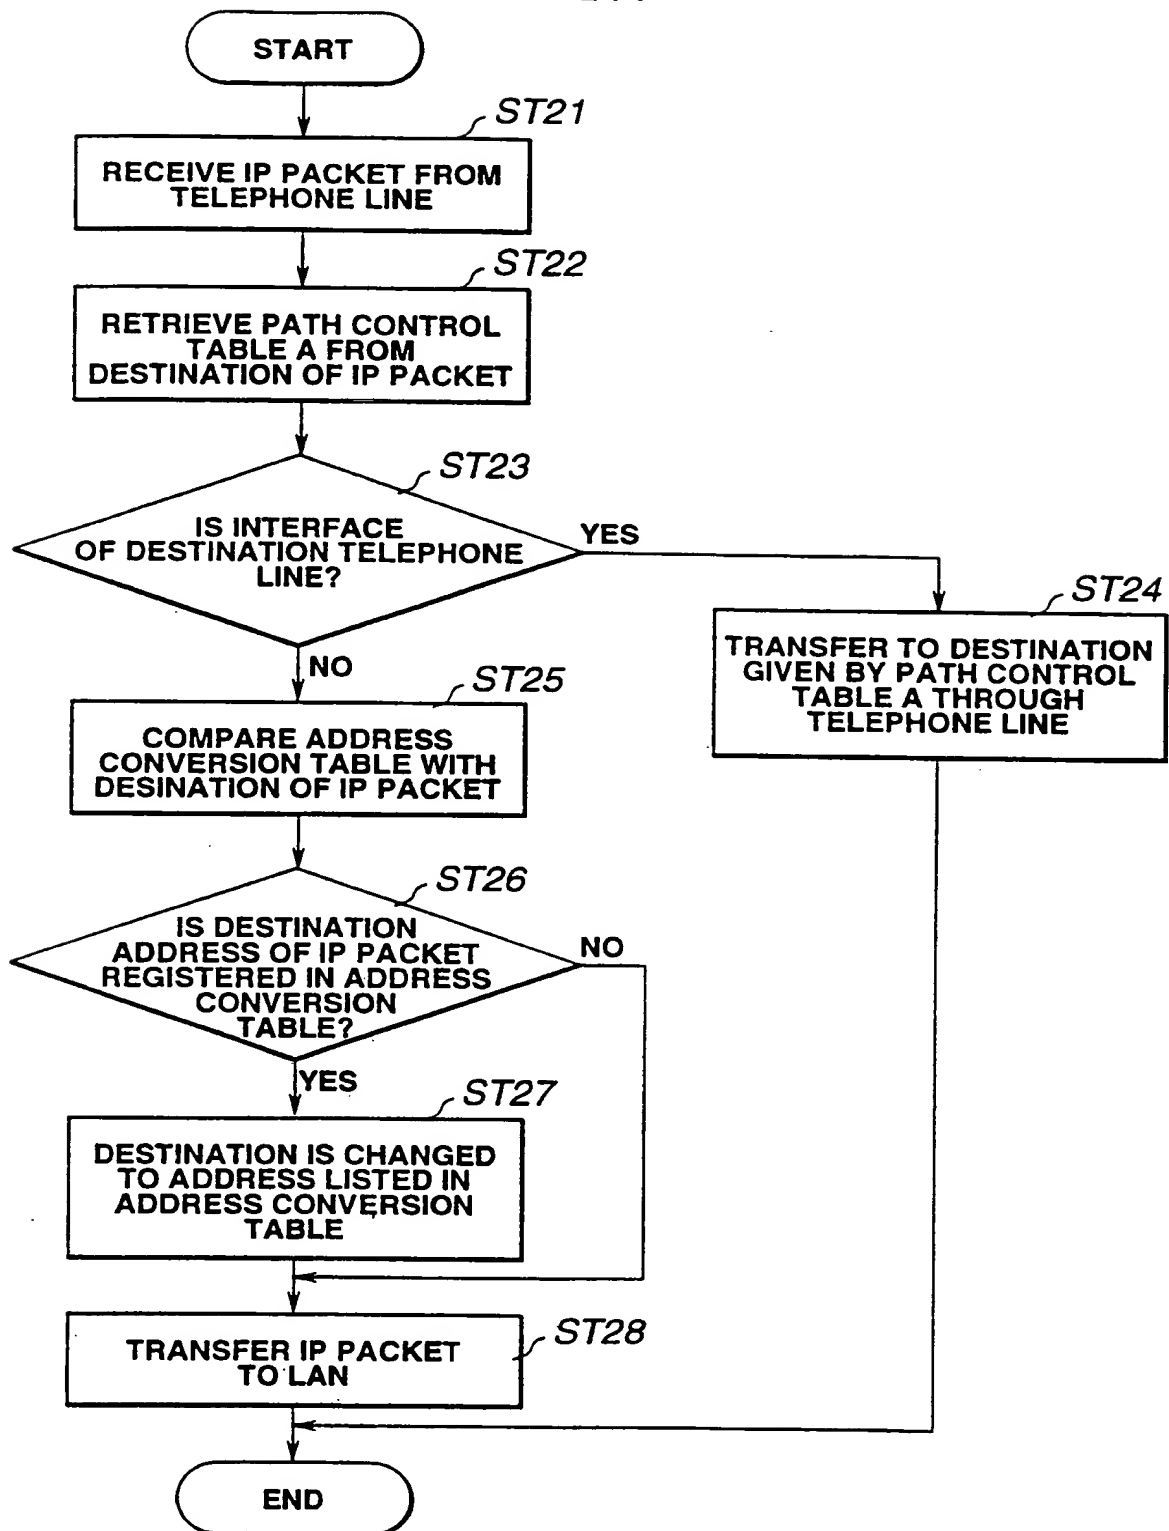 START
ST21
RECEIVE IP PACKET FROM
TELEPHONE LINE
ST22
RETRIEVE PATH CONTROL
TABLE A FROM
DESTINATION OF IP PACKET
ST23
IS INTERFACE
OF DESTINATION TELEPHONE
LINE?
YES
ST24
TRANSFER TO DESTINATION
GIVEN BY PATH CONTROL
TABLE A THROUGH
TELEPHONE LINE
NO
ST25
COMPARE ADDRESS
CONVERSION TABLE WITH
DESINATION OF IP PACKET
ST26
IS DESTINATION
ADDRESS OF IP PACKET
REGISTERED IN ADDRESS
CONVERSION
TABLE?
NO
YES
ST27
DESTINATION IS CHANGED
TO ADDRESS LISTED IN
ADDRESS CONVERSION
TABLE
ST28
TRANSFER IP PACKET
TO LAN
END